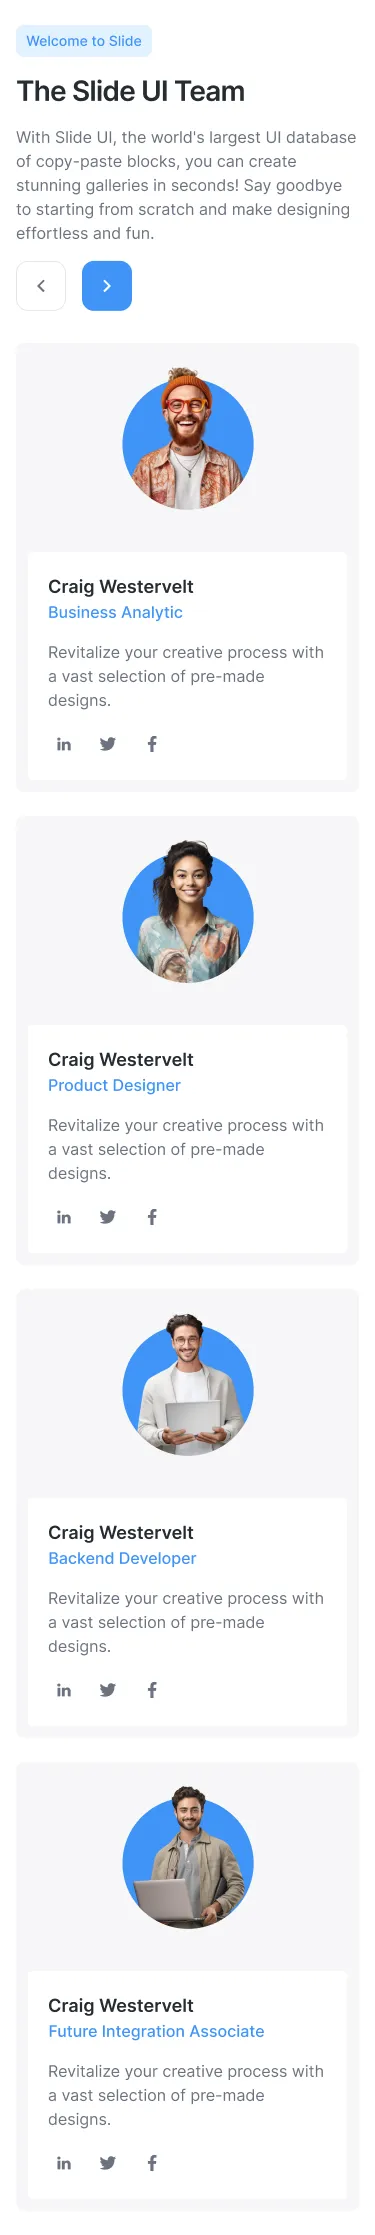 Welcome to Slide
The Slide UI Team
With Slide UI, the world's largest UI database
of copy-paste blocks, you can create
stunning galleries in seconds! Say goodbye
to starting from scratch and make designing
effortless and fun.
Craig Westervelt
Business Analytic
Revitalize your creative process with
a vast selection of pre-made
designs.
in
f
Craig Westervelt
Product Designer
Revitalize your creative process with
a vast selection of pre-made
designs.
in
f
Craig Westervelt
Backend Developer
Revitalize your creative process with
a vast selection of pre-made
designs.
in
f
Craig Westervelt
Future Integration Associate
Revitalize your creative process with
a vast selection of pre-made
designs.
in
f